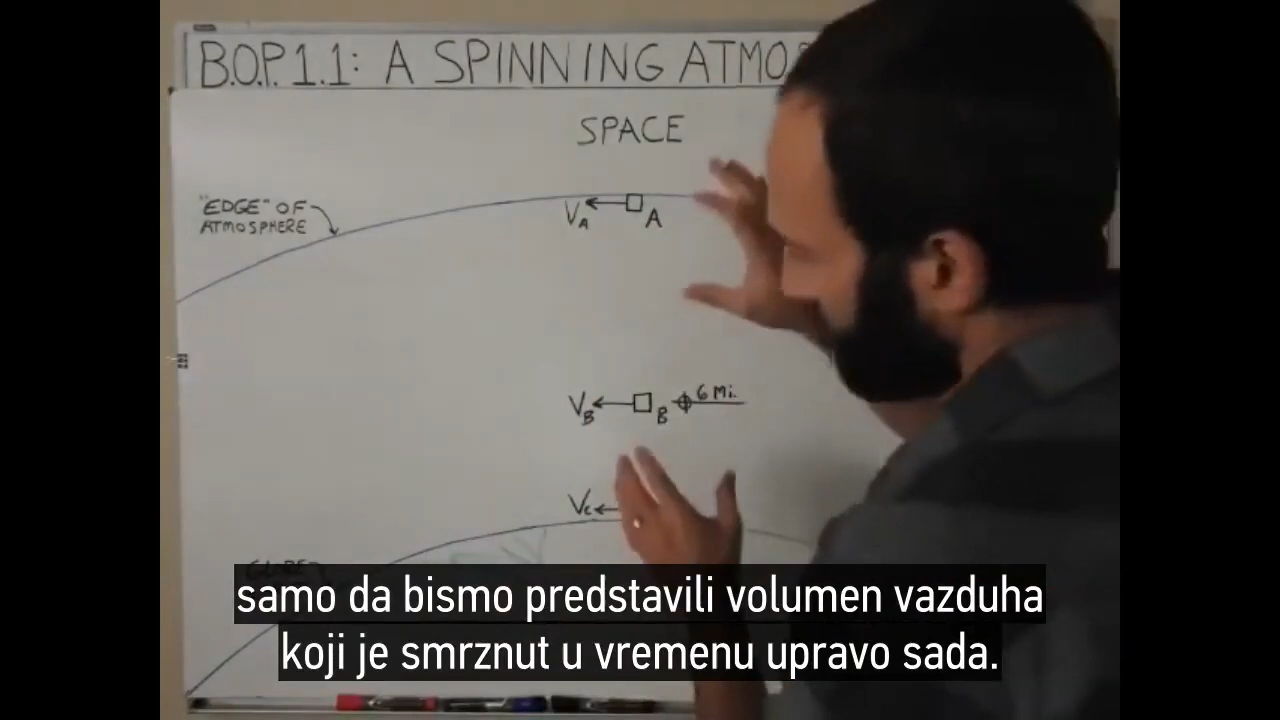 B.O.P. 1.1: A SPINNING ATMO
SPACE
"EDGE" OF
ATMOSPHERE
VA
A
VB
B
6 Mi.
Vc
samo da bismo predstavili volumen vazduha
koji je smrznut u vremenu upravo sada.